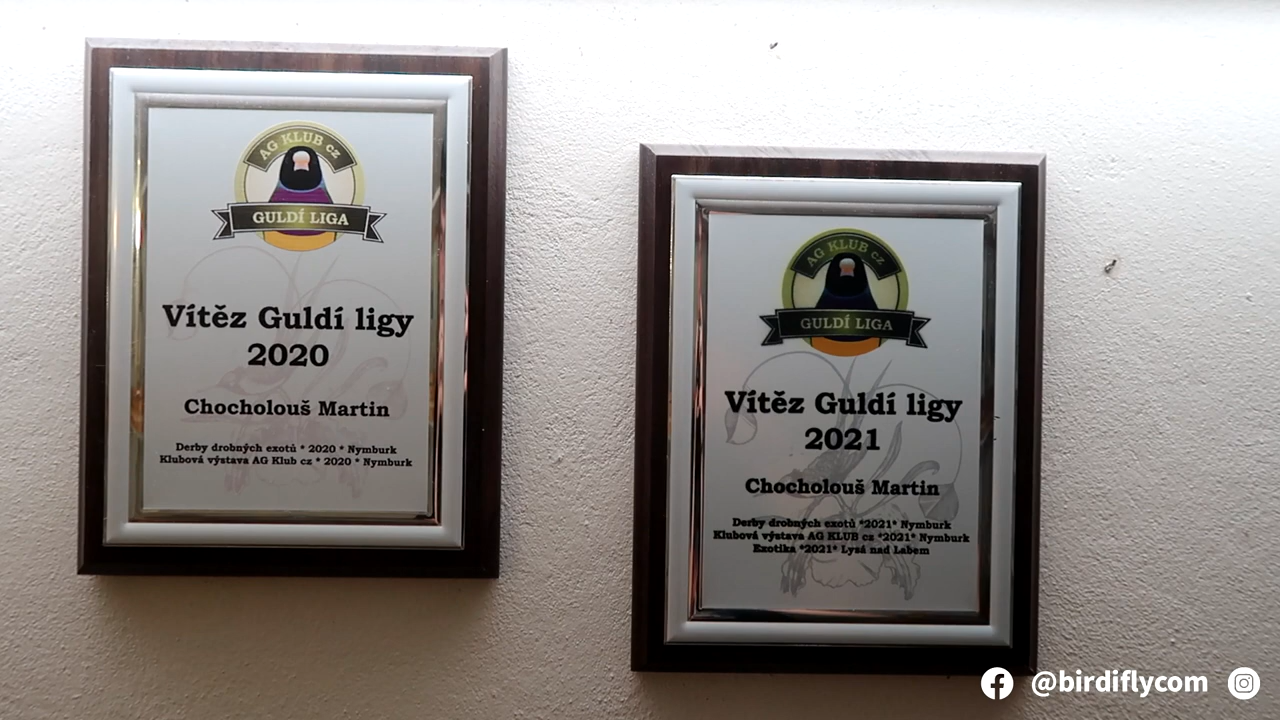 AG KLUB cz
GULDÍ LIGA
Vítěz Guldí ligy
2020
Chocholouš Martin
Derby drobných exotů * 2020 * Nymburk
Klubová výstava AG Klub cz * 2020 * Nymburk
AG KLUB cz
GULDÍ LIGA
Vítěz Guldí ligy
2021
Chocholouš Martin
Derby drobných exotů *2021* Nymburk
Klubová výstava AG KLUB cz *2021* Nymburk
Exotika *2021* Lysá nad Labem
@birdiflycom